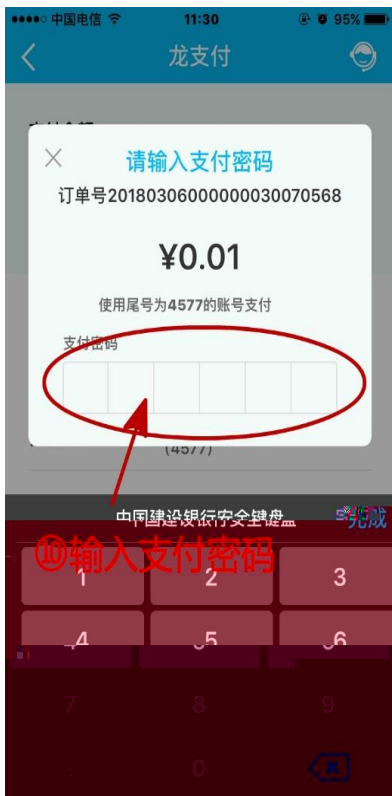 中国电信 11:30 95%
龙支付
请输入支付密码
订单号20180306000000030070568
¥0.01
使用尾号为4577的账号支付
支付密码
(4577)
中国建设银行安全键盘 完成
⑩输入支付密码
1 2 3
4 5 6
7 8 9
. 0